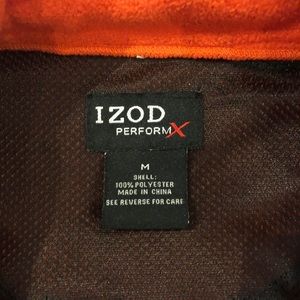 IZOD
PERFORMX
M
SHELL:
100% POLYESTER
MADE IN CHINA
SEE REVERSE FOR CARE